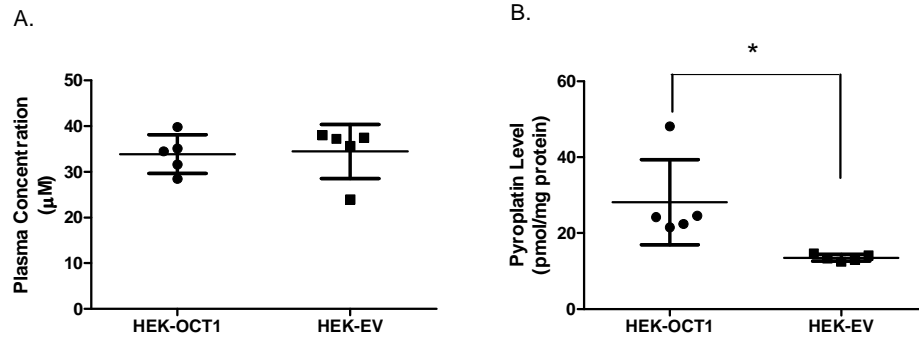 A.
Plasma Concentration
(μM)
50
40
30
20
10
0
HEK-OCT1
HEK-EV
B.
*
Pyroplatin Level
(pmol/mg protein)
60
40
20
0
HEK-OCT1
HEK-EV